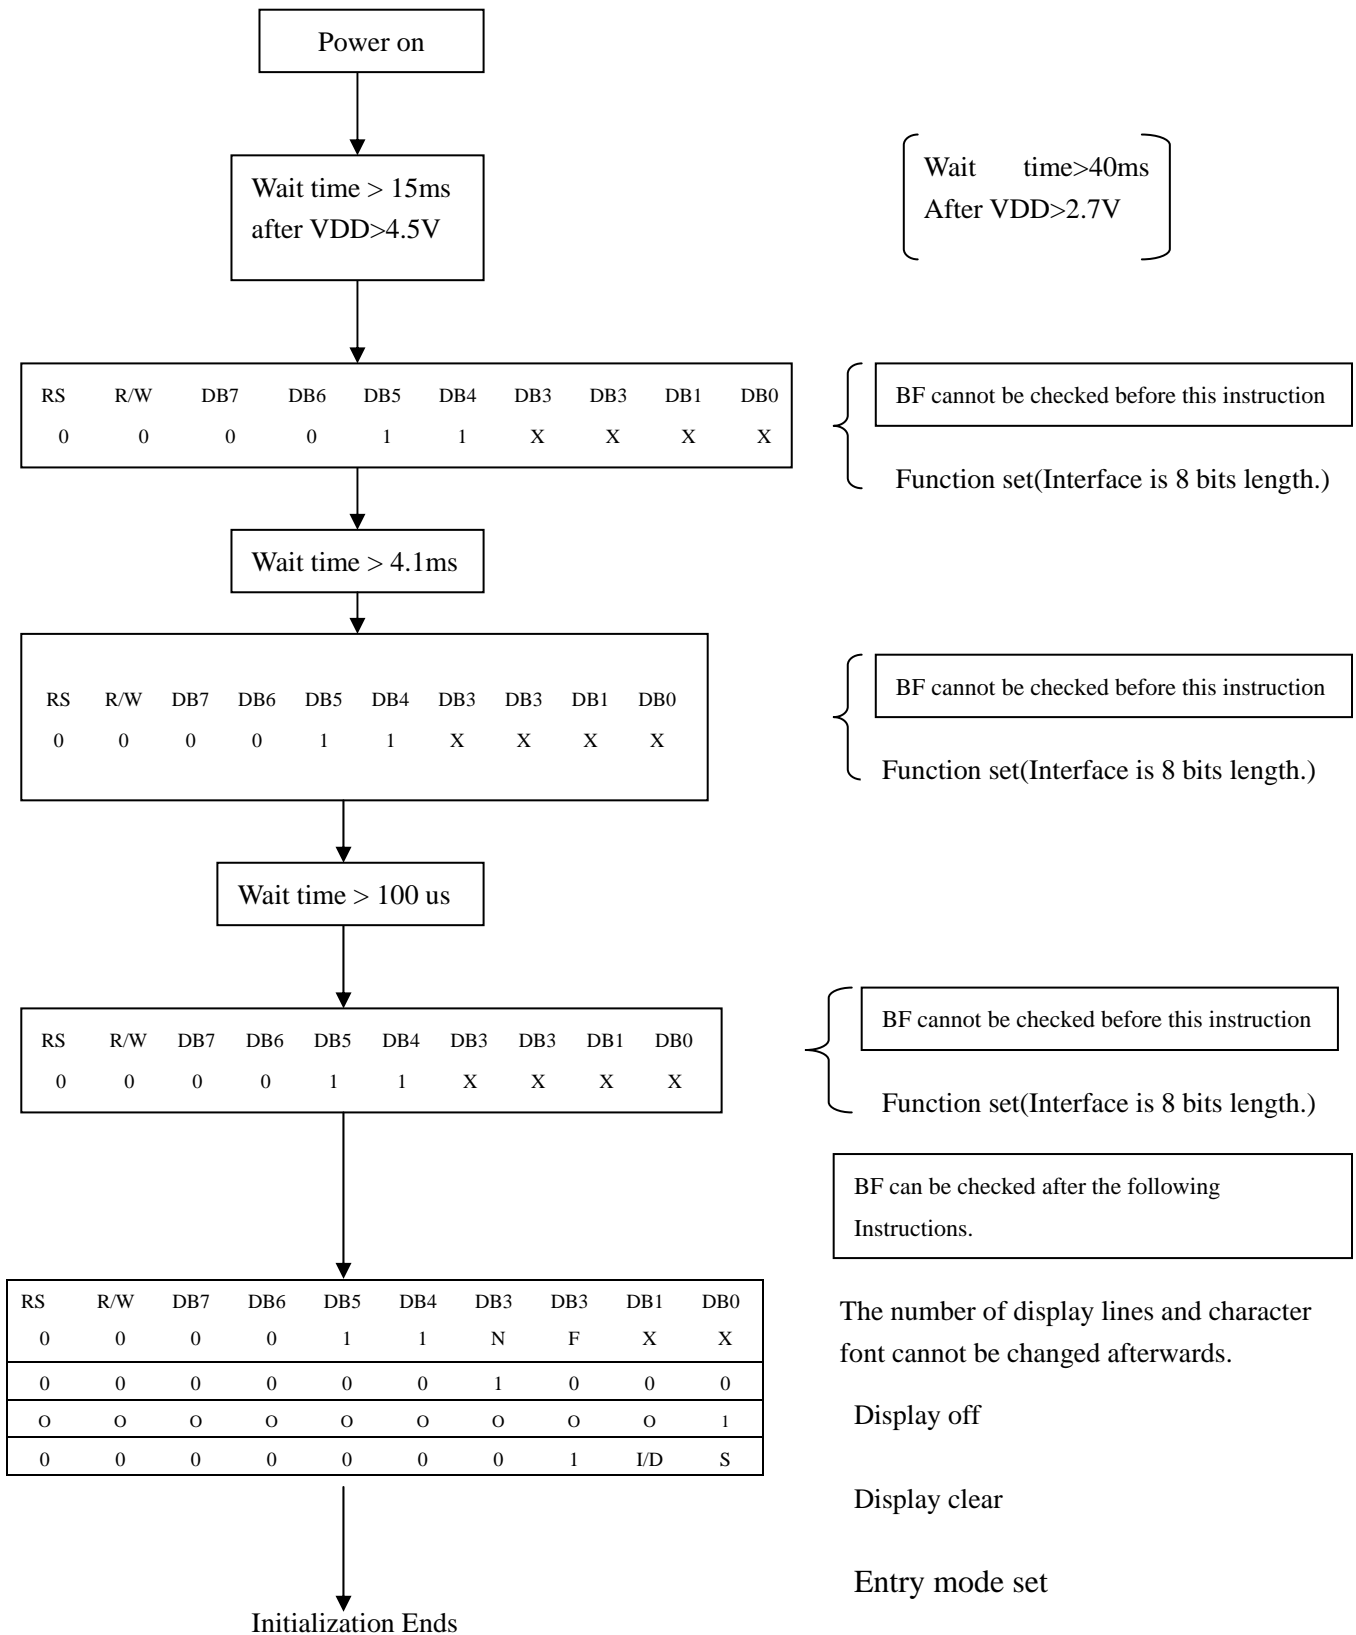 Power on
Wait time > 15ms
after VDD>4.5V
Wait time>40ms
After VDD>2.7V
RS R/W DB7 DB6 DB5 DB4 DB3 DB3 DB1 DB0
0 0 0 0 1 1 X X X X
BF cannot be checked before this instruction
Function set(Interface is 8 bits length.)
Wait time > 4.1ms
RS R/W DB7 DB6 DB5 DB4 DB3 DB3 DB1 DB0
0 0 0 0 1 1 X X X X
BF cannot be checked before this instruction
Function set(Interface is 8 bits length.)
Wait time > 100 us
RS R/W DB7 DB6 DB5 DB4 DB3 DB3 DB1 DB0
0 0 0 0 1 1 X X X X
BF cannot be checked before this instruction
Function set(Interface is 8 bits length.)
BF can be checked after the following
Instructions.
RS R/W DB7 DB6 DB5 DB4 DB3 DB3 DB1 DB0
0 0 0 0 1 1 N F X X
0 0 0 0 0 0 1 0 0 0
O O O O O O O O O 1
0 0 0 0 0 0 0 1 I/D S
The number of display lines and character
font cannot be changed afterwards.
Display off
Display clear
Entry mode set
Initialization Ends